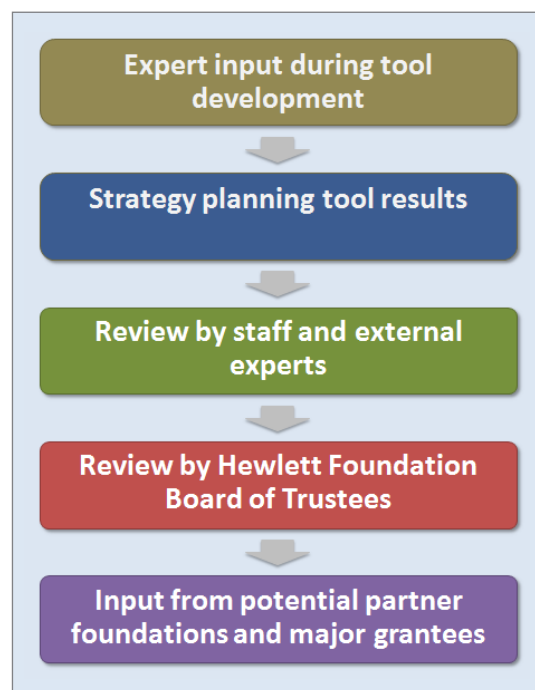 Expert input during tool
development
Strategy planning tool results
Review by staff and external
experts
Review by Hewlett Foundation
Board of Trustees
Input from potential partner
foundations and major grantees